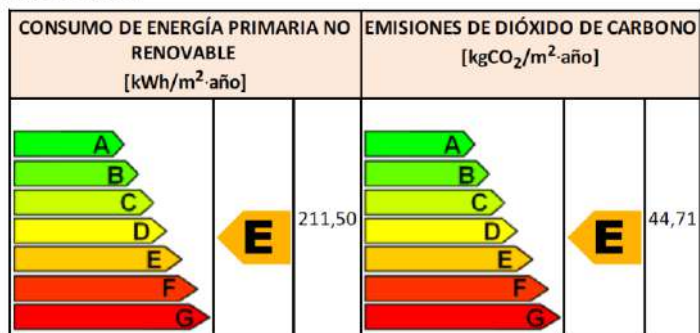 CONSUMO DE ENERGÍA PRIMARIA NO
RENOVABLE
[kWh/m²·año]
EMISIONES DE DIÓXIDO DE CARBONO
[kgCO₂/m²·año]
A
B
C
D
E
F
G
E
211,50
A
B
C
D
E
F
G
E
44,71